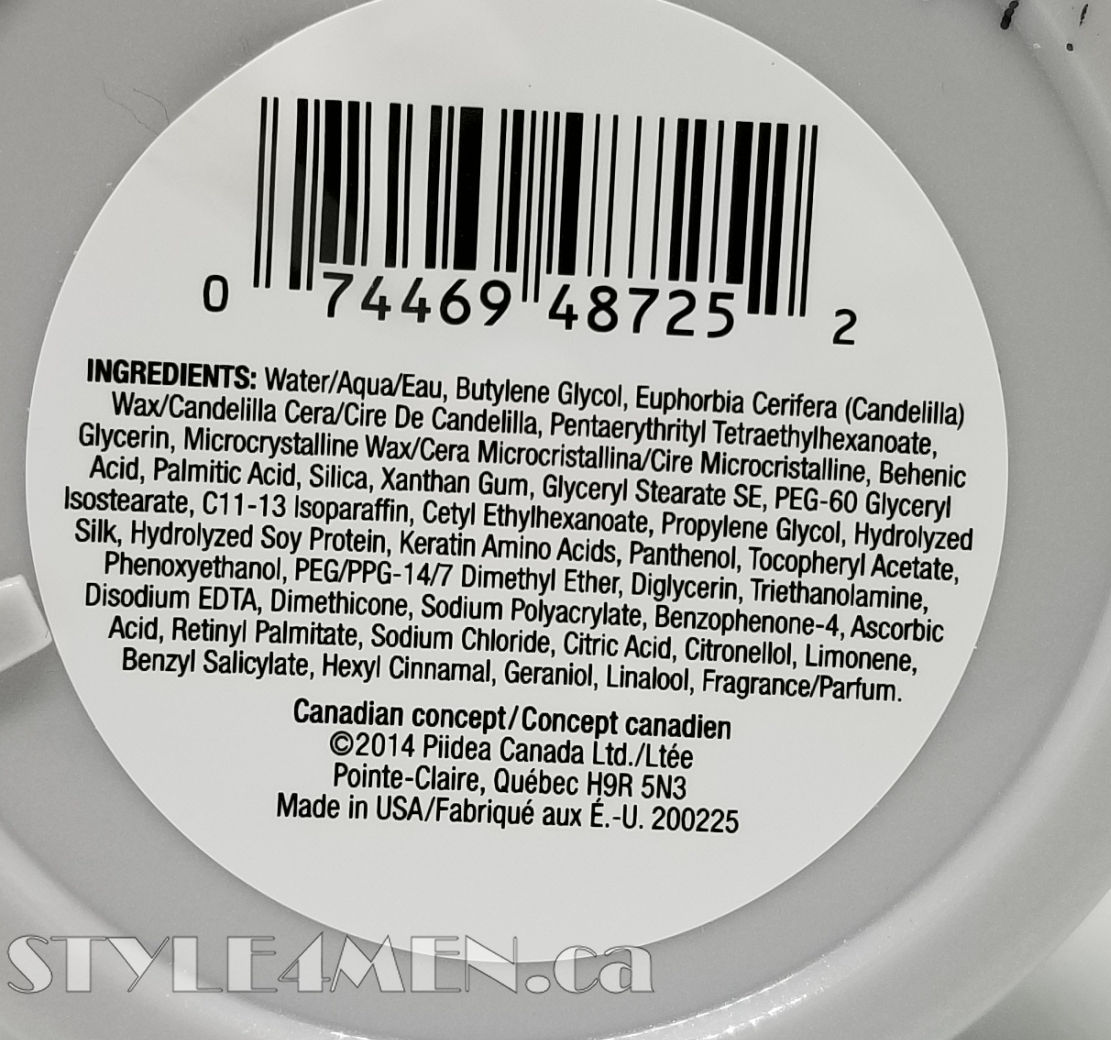 0 74469 48725 2
INGREDIENTS: Water/Aqua/Eau, Butylene Glycol, Euphorbia Cerifera (Candelilla)
Wax/Candelilla Cera/Cire De Candelilla, Pentaerythrityl Tetraethylhexanoate,
Glycerin, Microcrystalline Wax/Cera Microcristallina/Cire Microcristalline, Behenic
Acid, Palmitic Acid, Silica, Xanthan Gum, Glyceryl Stearate SE, PEG-60 Glyceryl
Isostearate, C11-13 Isoparaffin, Cetyl Ethylhexanoate, Propylene Glycol, Hydrolyzed
Silk, Hydrolyzed Soy Protein, Keratin Amino Acids, Panthenol, Tocopheryl Acetate,
Phenoxyethanol, PEG/PPG-14/7 Dimethyl Ether, Diglycerin, Triethanolamine,
Disodium EDTA, Dimethicone, Sodium Polyacrylate, Benzophenone-4, Ascorbic
Acid, Retinyl Palmitate, Sodium Chloride, Citric Acid, Citronellol, Limonene,
Benzyl Salicylate, Hexyl Cinnamal, Geraniol, Linalool, Fragrance/Parfum.
Canadian concept/Concept canadien
©2014 Piidea Canada Ltd./Ltée
Pointe-Claire, Québec H9R 5N3
Made in USA/Fabriqué aux É.-U. 200225
STYLE4MEN.ca